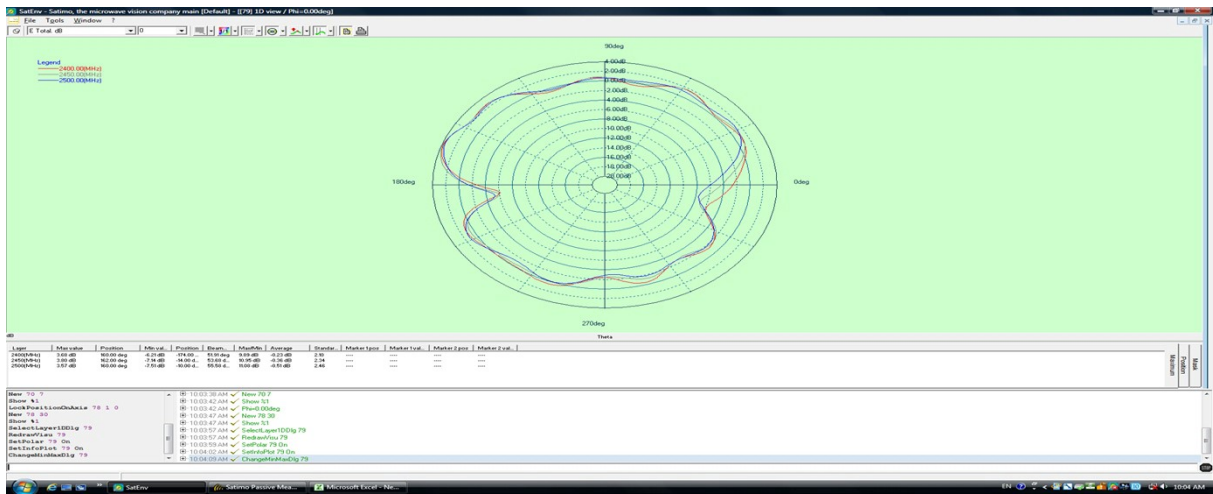 SatEnv - Satimo, the microwave vision company main [Default] - [[79] 1D view / Phi=0.00deg]
File Tools Window ?
E Total dB 0
Legend
2400.00(MHz)
2450.00(MHz)
2500.00(MHz)
90deg
4.00dB
2.00dB
0.00dB
-2.00dB
-4.00dB
-6.00dB
-8.00dB
-10.00dB
-12.00dB
-14.00dB
-16.00dB
-18.00dB
-20.00dB
180deg
0deg
270deg
dB
Theta
Layer Max value Position Min val... Position Beam... Max/Min Average Standar... Marker 1 pos Marker 1 val... Marker 2 pos Marker 2 val...
2400(MHz) 3.68 dB 160.00 deg -6.21 dB -174.00 ... 51.91 deg 9.89 dB -0.23 dB 2.10 ---- ---- ---- ----
2450(MHz) 3.80 dB 162.00 deg -7.14 dB -14.00 d... 53.60 d... 10.95 dB -0.36 dB 2.34 ---- ---- ---- ----
2500(MHz) 3.57 dB 160.00 deg -7.51 dB -10.00 d... 55.50 d... 11.08 dB -0.51 dB 2.46 ---- ---- ---- ----
Maximum
Position
Mask
New 70 7
Show %1
LockPositionOnAxis 78 1 0
New 78 30
Show %1
SelectLayer1DDlg 79
RedrawVisu 79
SetPolar 79 On
SetInfoPlot 79 On
ChangeMinMaxDlg 79
10:03:38 AM New 70 7
10:03:42 AM Show %1
10:03:42 AM Phi=0.00deg
10:03:47 AM New 78 30
10:03:47 AM Show %1
10:03:57 AM SelectLayer1DDlg 79
10:03:57 AM RedrawVisu 79
10:03:59 AM SetPolar 79 On
10:04:02 AM SetInfoPlot 79 On
10:04:09 AM ChangeMinMaxDlg 79
STOP
SatEnv
Satimo Passive Mea...
Microsoft Excel - Ne...
EN
10:04 AM